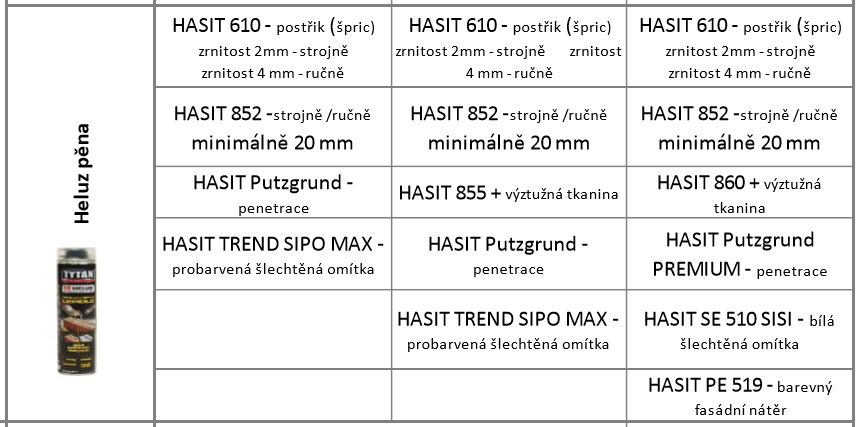 Heluz pěna
TYTAN
HELUZ
HASIT 610 - postřik (špric)
zrnitost 2mm - strojně
zrnitost 4 mm - ručně
HASIT 610 - postřik (špric)
zrnitost 2mm - strojně zrnitost
4 mm - ručně
HASIT 610 - postřik (špric)
zrnitost 2mm - strojně
zrnitost 4 mm - ručně
HASIT 852 -strojně /ručně
minimálně 20 mm
HASIT 852 -strojně /ručně
minimálně 20 mm
HASIT 852 -strojně /ručně
minimálně 20 mm
HASIT Putzgrund -
penetrace
HASIT 855 + výztužná tkanina
HASIT 860 + výztužná
tkanina
HASIT TREND SIPO MAX -
probarvená šlechtěná omítka
HASIT Putzgrund -
penetrace
HASIT Putzgrund
PREMIUM - penetrace
HASIT TREND SIPO MAX -
probarvená šlechtěná omítka
HASIT SE 510 SISI - bílá
šlechtěná omítka
HASIT PE 519 - barevný
fasádní nátěr